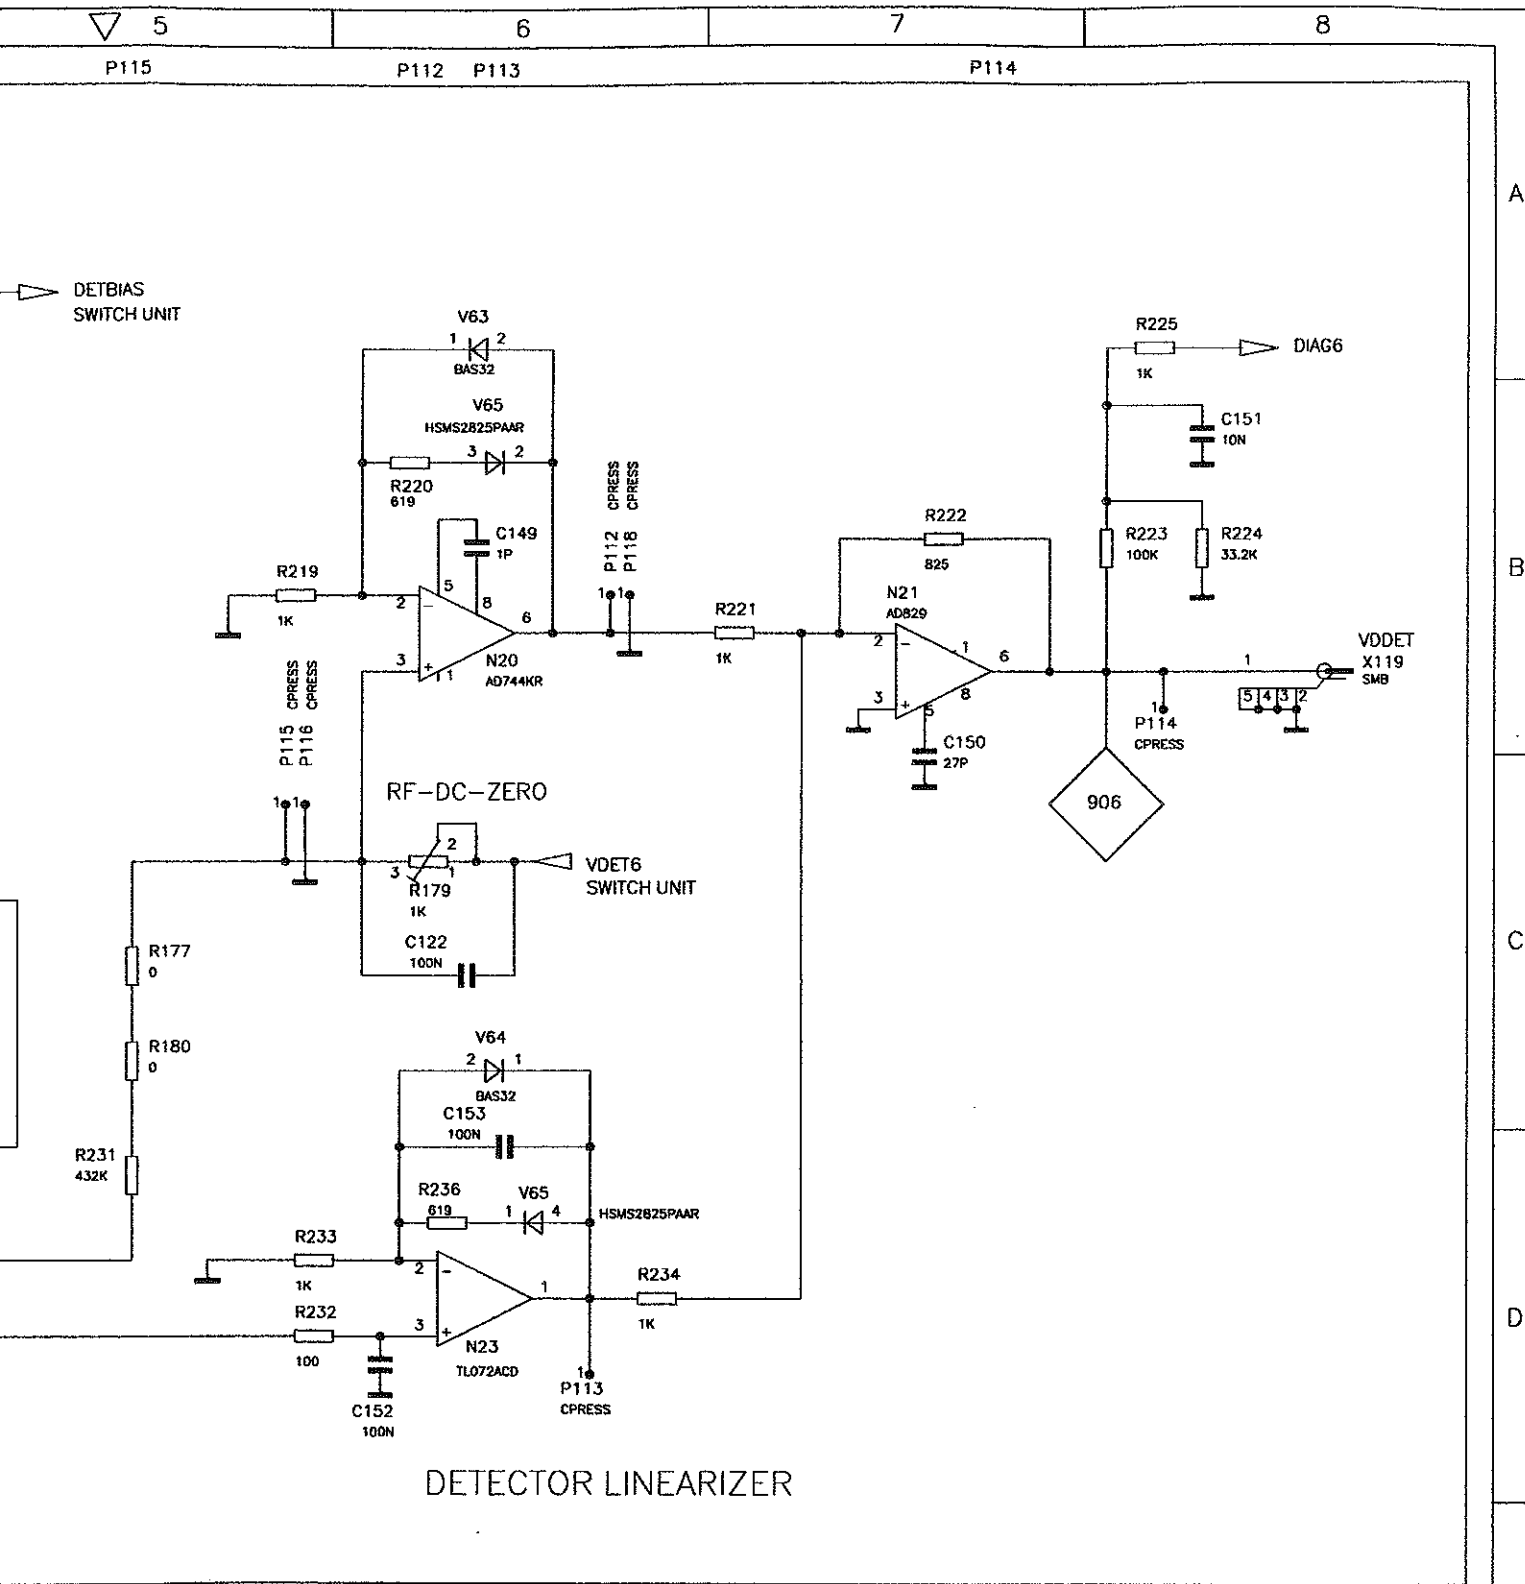 5 6 7 8
P115 P112 P113 P114
A
DETBIAS
SWITCH UNIT
V63
1 2
BAS32
V65
HSMS2825PAAR
3 2
R220
619
C149
1P
5
8
R219
1K
2
−
6
3
+
1
N20
AD744KR
P112 CPRESS
P118 CPRESS
1 1
R221
1K
R222
825
N21
AD829
2
−
1
6
3
+
5
8
C150
27P
R225
1K
DIAG6
C151
10N
R223
100K
R224
33.2K
B
VDDET
X119
SMB
1
5 4 3 2
1
P114
CPRESS
906
P115 CPRESS
P116 CPRESS
1 1
RF-DC-ZERO
2
3 1
R179
1K
VDET6
SWITCH UNIT
C122
100N
R177
0
C
R180
0
R231
432K
V64
2 1
BAS32
C153
100N
R236
619
V65
1 4
HSMS2825PAAR
R233
1K
2
−
1
R234
1K
R232
100
3
+
N23
TL072ACD
1
P113
CPRESS
C152
100N
D
DETECTOR LINEARIZER